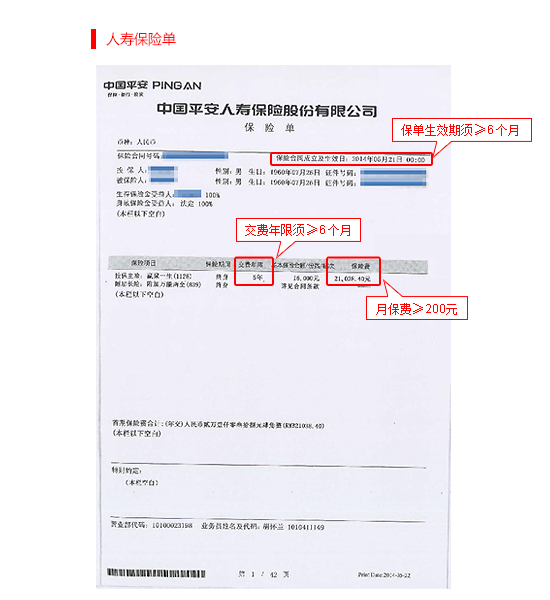 人寿保险单
中国平安 PING AN
保险·银行·投资
中国平安人寿保险股份有限公司
保 险 单
保单生效期须≥6个月
币种：人民币
保险合同号码
保险合同成立及生效日：2014年05月21日 00:00
投 保 人： 性别：男 生日：1960年07月26日 证件号码：
被保险人： 性别：男 生日：1960年07月26日 证件号码：
生存保险金受益人： 100%
身故保险金受益人： 法定 100%
(本栏以下空白)
交费年限须≥6个月
保险项目 保险期间 交费年限 基本保险金额/份数/档次 保险费
投保主险：赢越一生(1128) 终身 5年 16,000元 21,038.40元
附加长险：附加万能两全(839) 终身 详见合同条款
(本栏以下空白)
月保费≥200元
首期保险费合计：(年交)人民币贰万壹仟零叁拾捌元肆角整(RMB21038.40)
(本栏以下空白)
特别约定：
(本栏空白)
营业部代码：10100023198 业务员姓名及代码：胡怀兰 1010411149
第 1 / 42 页
Print Date:2014-05-22